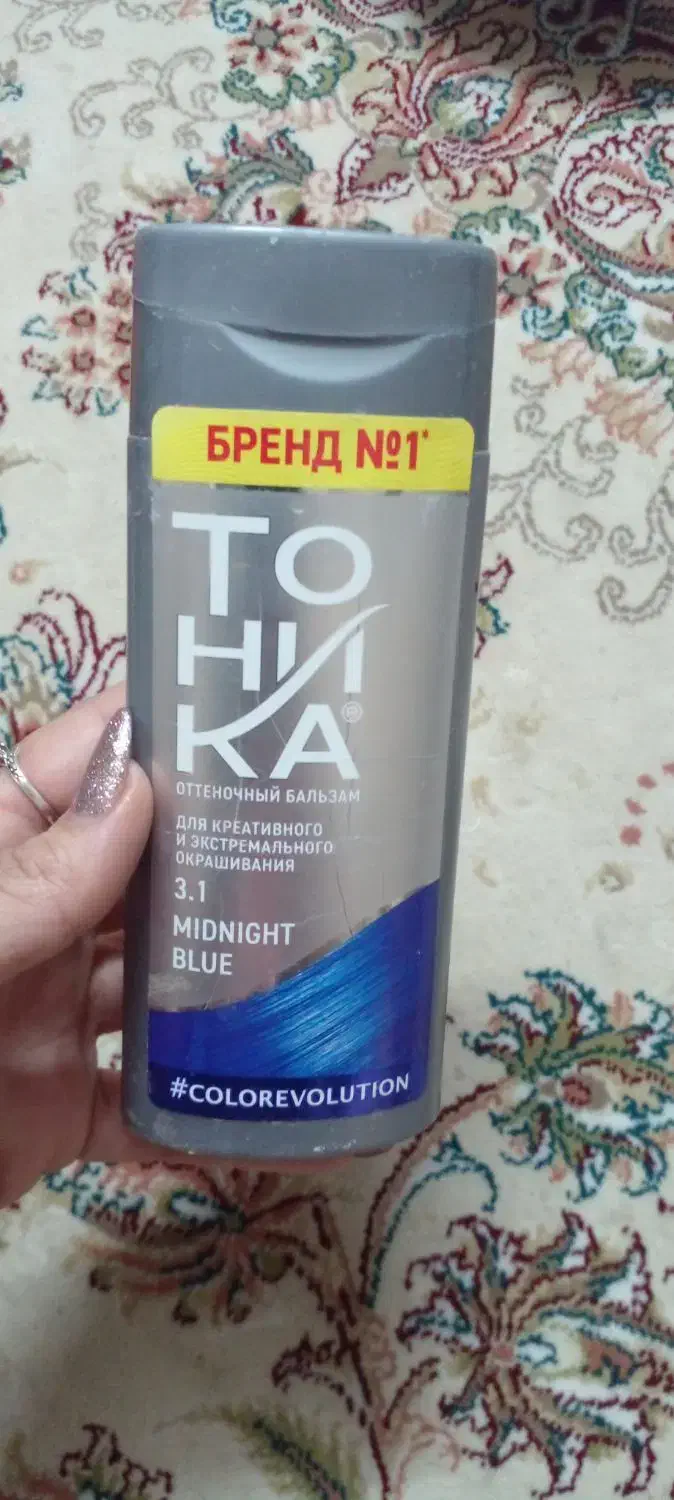 БРЕНД №1*
ТО
НИ
КА®
ОТТЕНОЧНЫЙ БАЛЬЗАМ
ДЛЯ КРЕАТИВНОГО
И ЭКСТРЕМАЛЬНОГО
ОКРАШИВАНИЯ
3.1
MIDNIGHT
BLUE
#COLOREVOLUTION